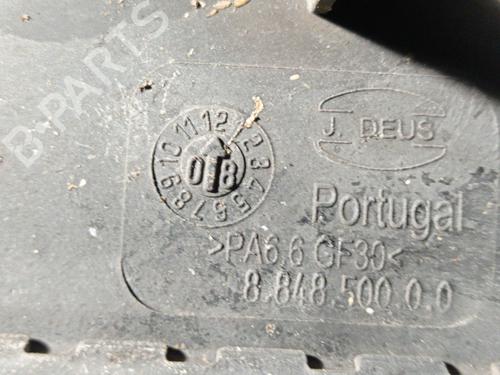 B-PARTS
J. DEUS
1 2 3 4 5 6 7 8 9 10 11 12
08
Portugal
>PA6.6 GF30<
8.848.500.0.0